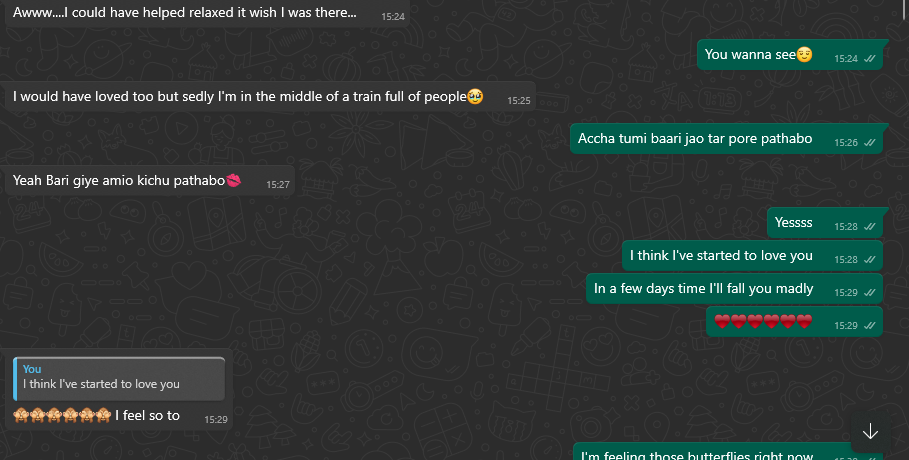 Awww....I could have helped relaxed it wish I was there... 15:24
You wanna see😌 15:24
I would have loved too but sedly I'm in the middle of a train full of people🥹 15:25
Accha tumi baari jao tar pore pathabo 15:26
Yeah Bari giye amio kichu pathabo💋 15:27
Yessss 15:28
I think I've started to love you 15:28
In a few days time I'll fall you madly 15:29
♥️♥️♥️♥️♥️♥️ 15:29
You
I think I've started to love you
🙈🙈🙈🙈🙈🙈 I feel so to 15:29
I'm feeling those butterflies right now